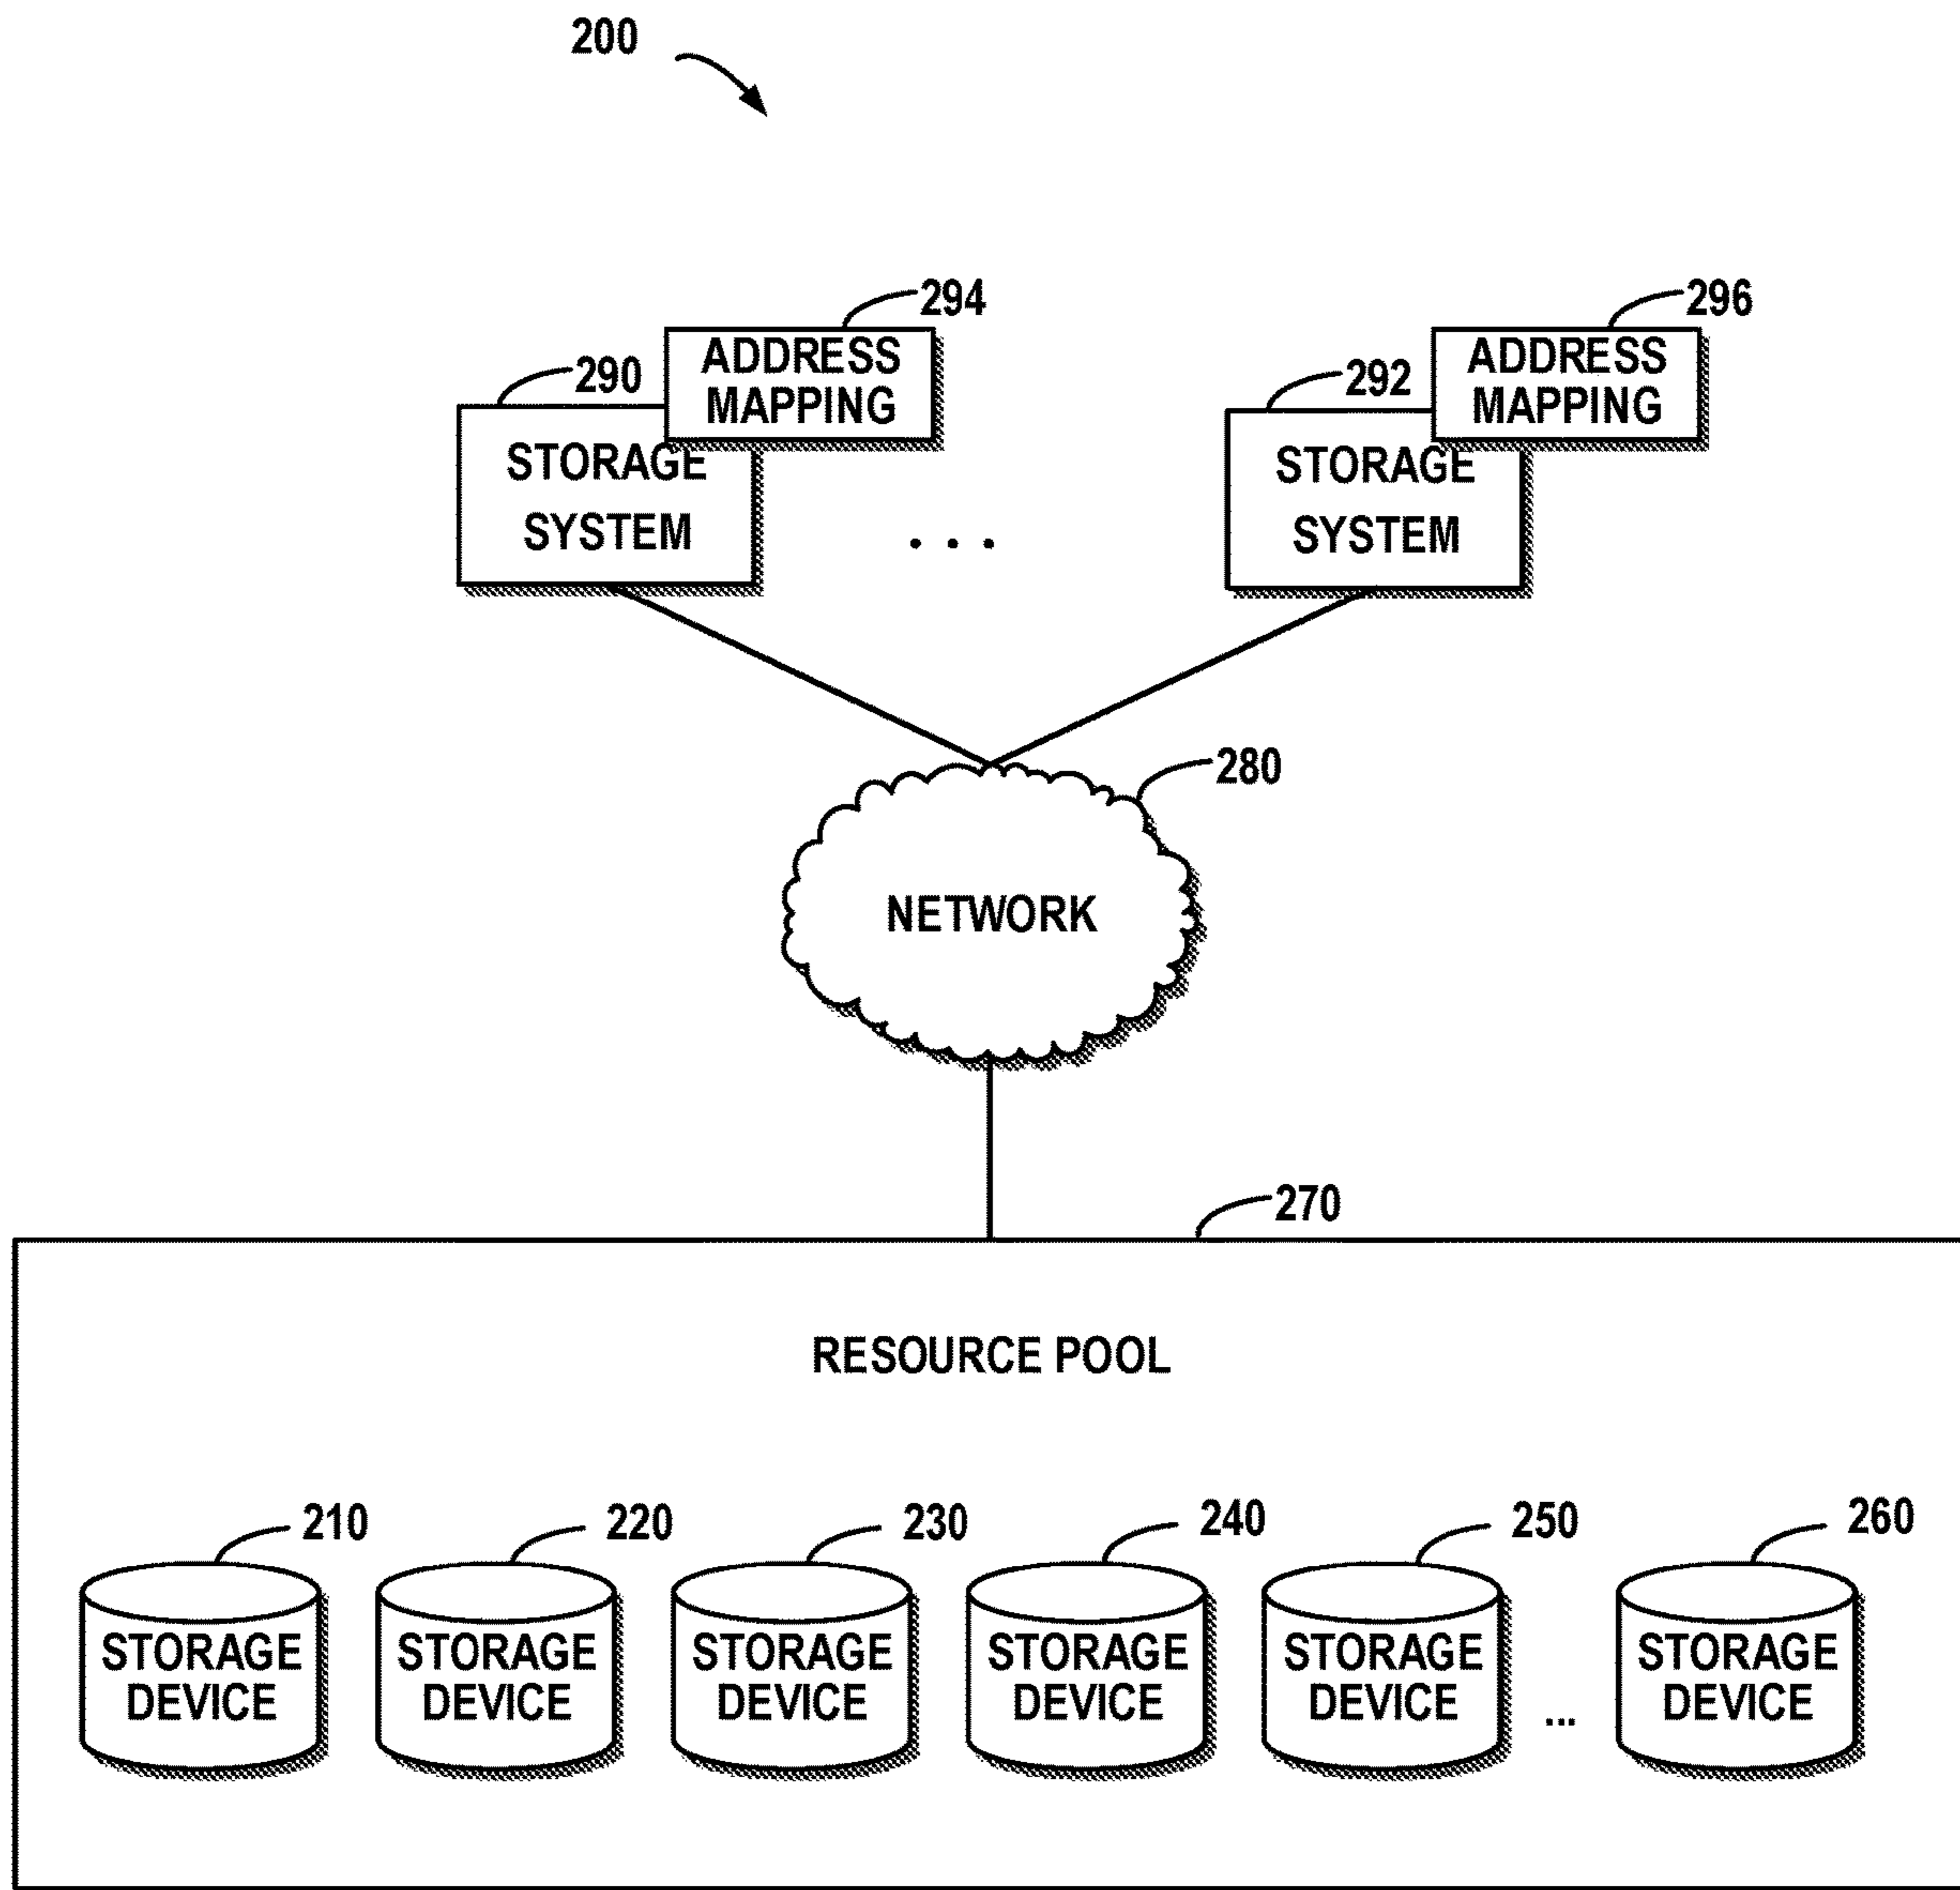 200
294
296
ADDRESS
MAPPING
ADDRESS
MAPPING
290
292
STORAGE
SYSTEM
. . .
STORAGE
SYSTEM
280
NETWORK
270
RESOURCE POOL
210
220
230
240
250
260
STORAGE
DEVICE
STORAGE
DEVICE
STORAGE
DEVICE
STORAGE
DEVICE
STORAGE
DEVICE
...
STORAGE
DEVICE